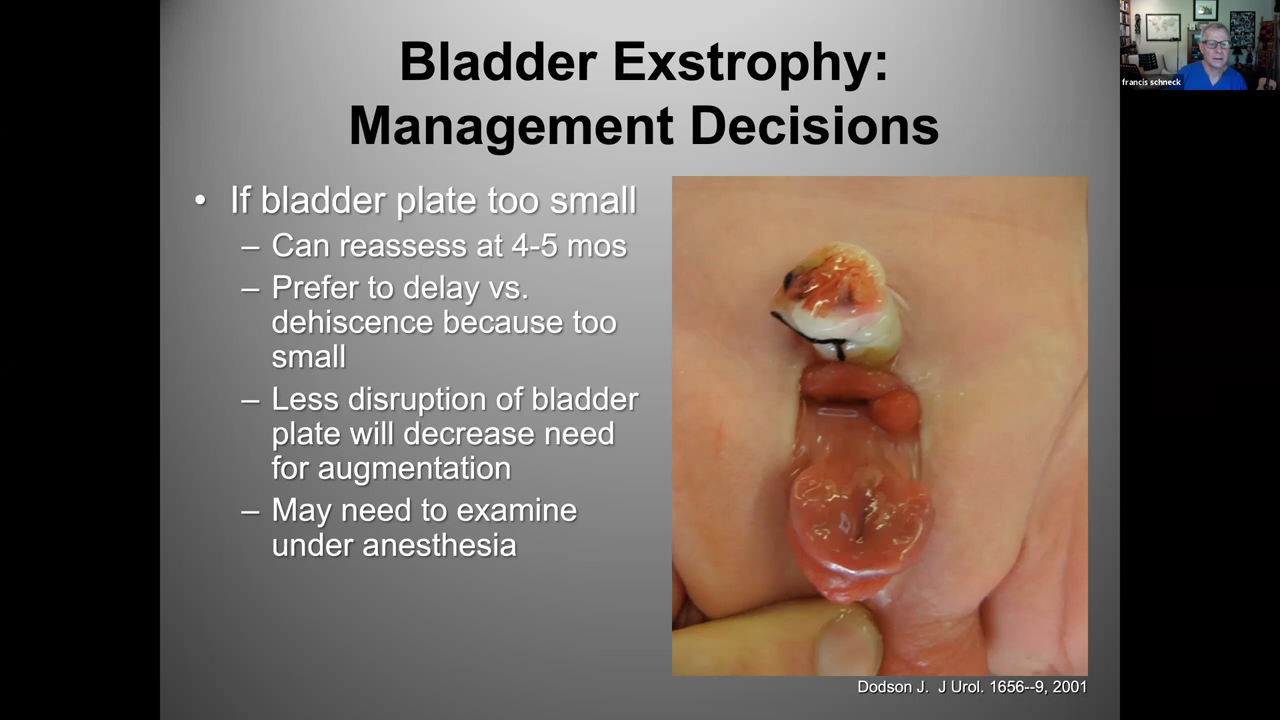 Bladder Exstrophy:
Management Decisions
• If bladder plate too small
– Can reassess at 4-5 mos
– Prefer to delay vs.
dehiscence because too
small
– Less disruption of bladder
plate will decrease need
for augmentation
– May need to examine
under anesthesia
Dodson J. J Urol. 1656--9, 2001
francis schneck